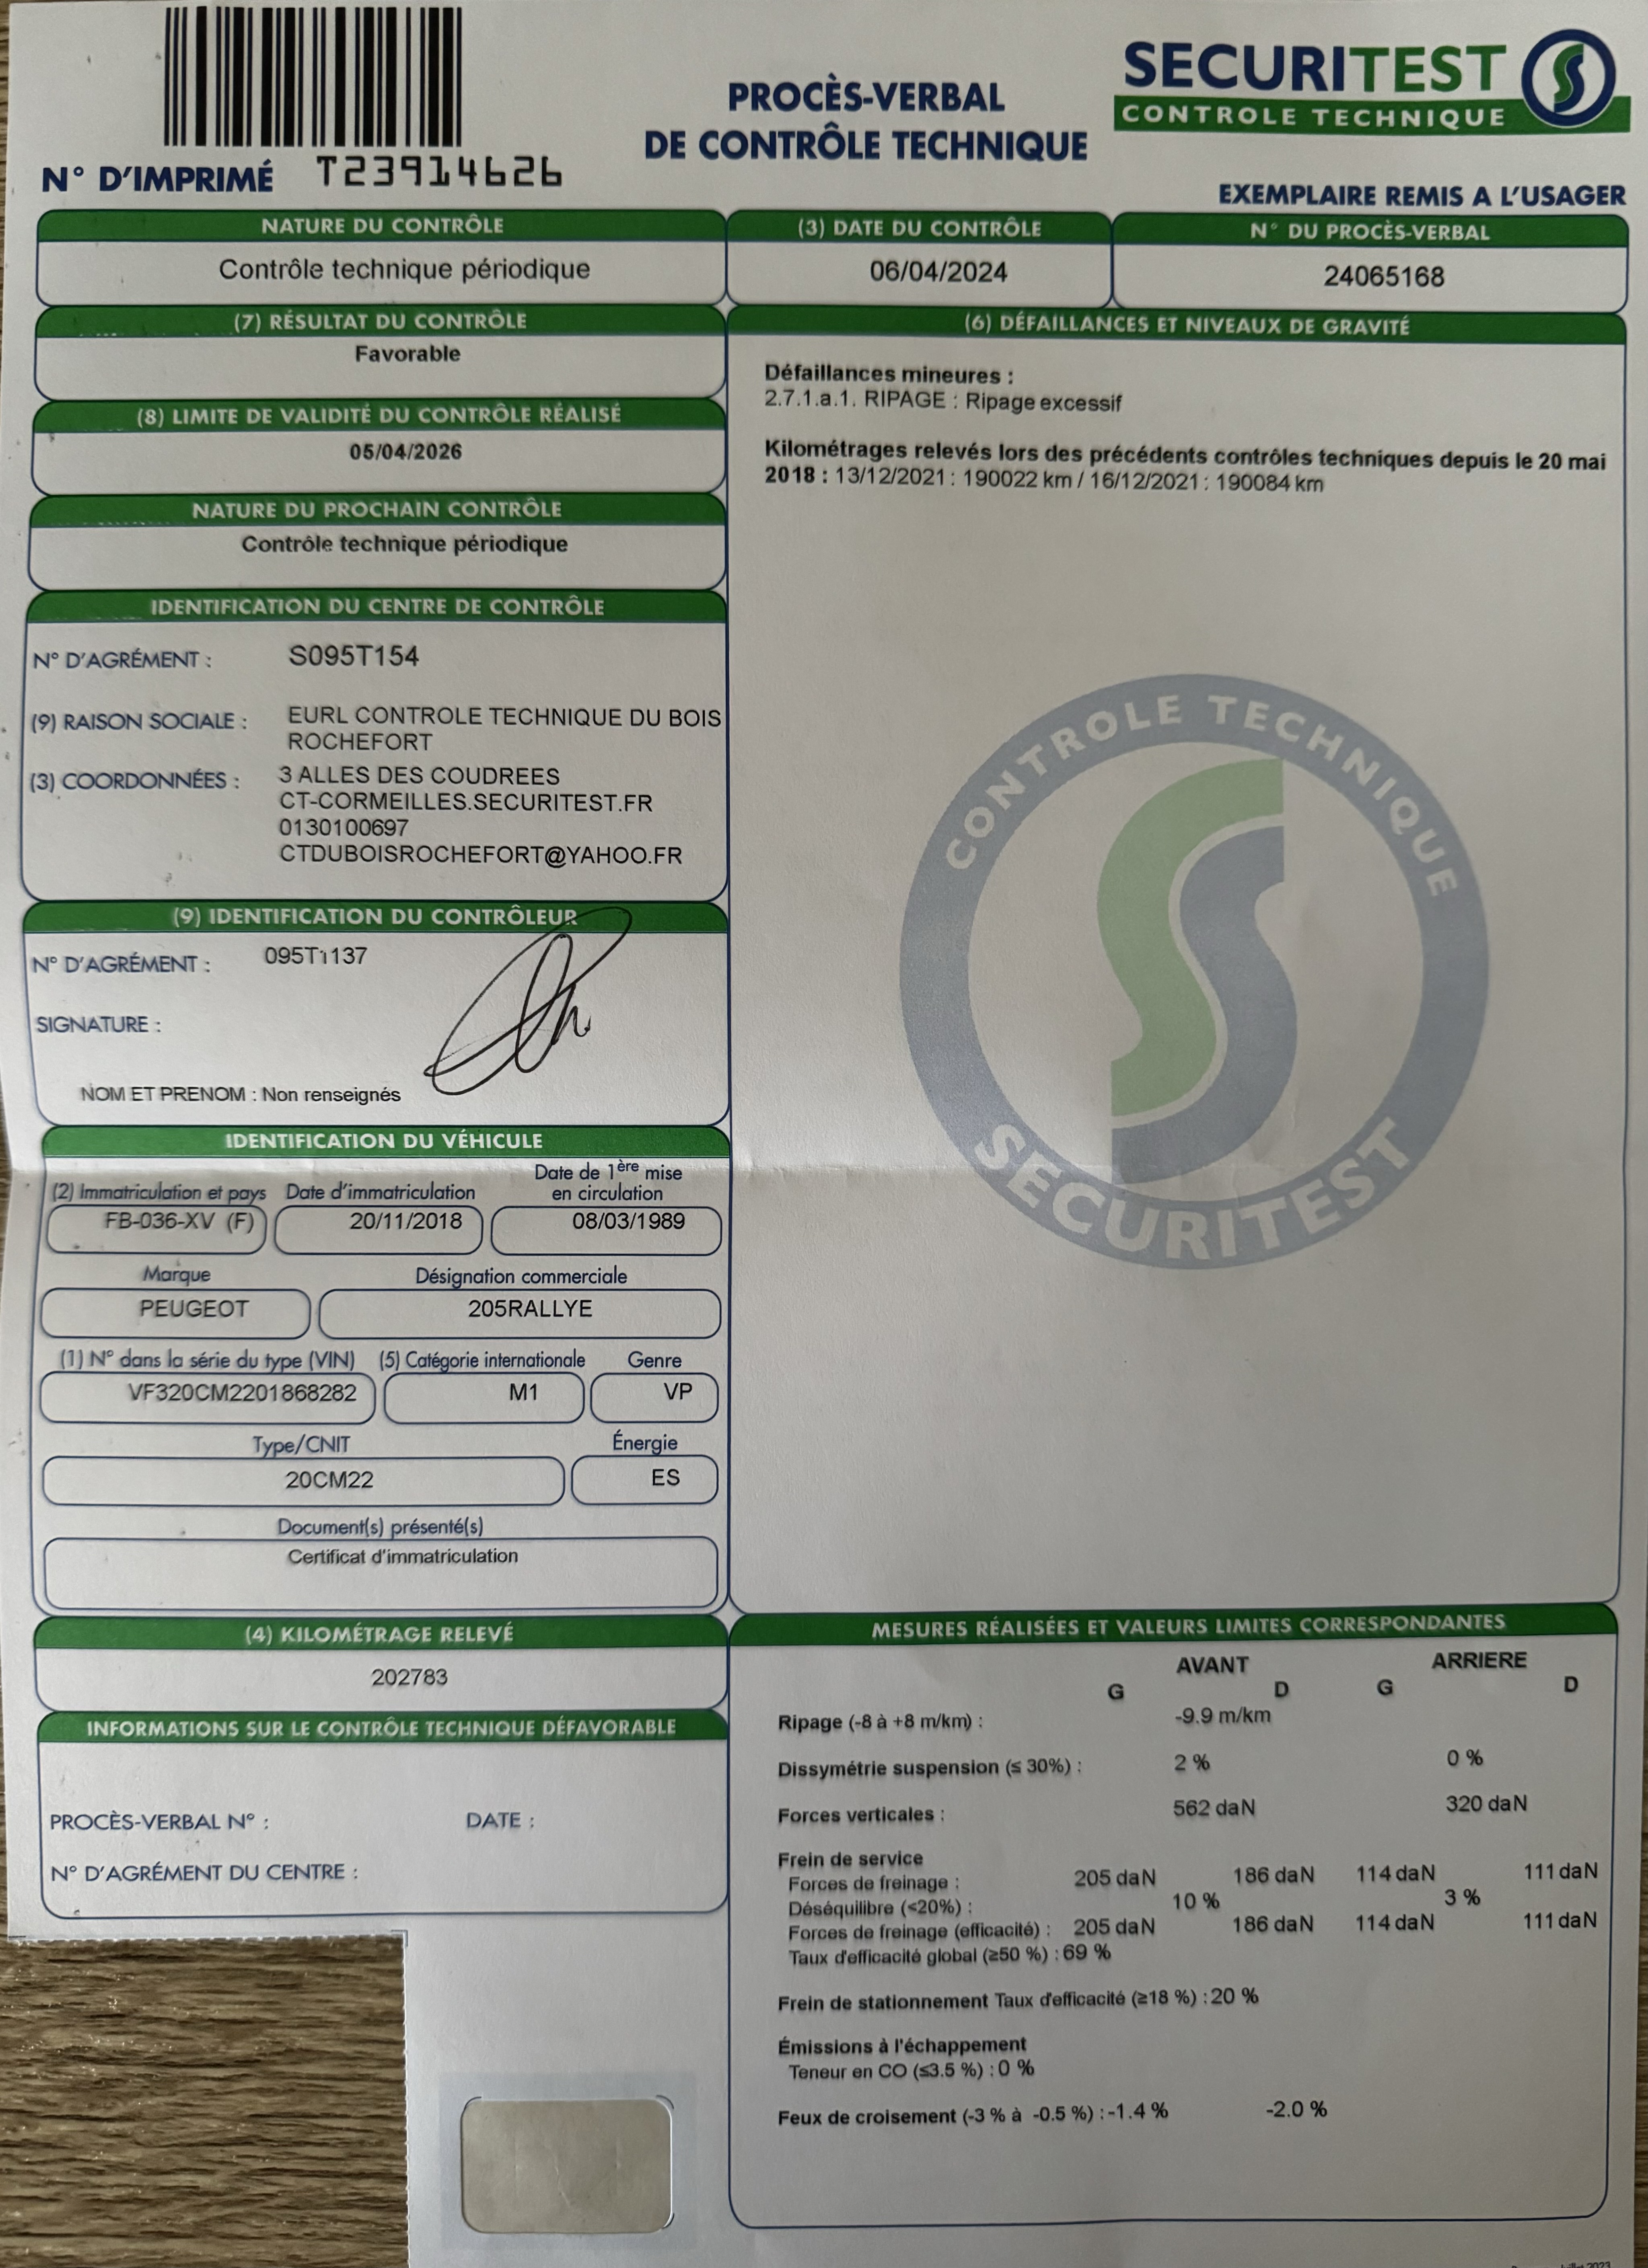 SECURITEST
CONTROLE TECHNIQUE
PROCÈS-VERBAL
DE CONTRÔLE TECHNIQUE
N° D'IMPRIMÉ T23914626
EXEMPLAIRE REMIS A L'USAGER
NATURE DU CONTRÔLE
Contrôle technique périodique
(3) DATE DU CONTRÔLE
06/04/2024
N° DU PROCÈS-VERBAL
24065168
(7) RÉSULTAT DU CONTRÔLE
Favorable
(8) LIMITE DE VALIDITÉ DU CONTRÔLE RÉALISÉ
05/04/2026
NATURE DU PROCHAIN CONTRÔLE
Contrôle technique périodique
(6) DÉFAILLANCES ET NIVEAUX DE GRAVITÉ
Défaillances mineures :
2.7.1.a.1. RIPAGE : Ripage excessif
Kilométrages relevés lors des précédents contrôles techniques depuis le 20 mai
2018 : 13/12/2021 : 190022 km / 16/12/2021 : 190084 km
CONTROLE TECHNIQUE
SECURITEST
IDENTIFICATION DU CENTRE DE CONTRÔLE
N° D'AGRÉMENT : S095T154
(9) RAISON SOCIALE : EURL CONTROLE TECHNIQUE DU BOIS
ROCHEFORT
(3) COORDONNÉES : 3 ALLES DES COUDREES
CT-CORMEILLES.SECURITEST.FR
0130100697
CTDUBOISROCHEFORT@YAHOO.FR
(9) IDENTIFICATION DU CONTRÔLEUR
N° D'AGRÉMENT : 095T1137
SIGNATURE :
NOM ET PRENOM : Non renseignés
IDENTIFICATION DU VÉHICULE
(2) Immatriculation et pays Date d'immatriculation Date de 1ère mise
en circulation
FB-036-XV (F) 20/11/2018 08/03/1989
Marque Désignation commerciale
PEUGEOT 205RALLYE
(1) N° dans la série du type (VIN) (5) Catégorie internationale Genre
VF320CM2201868282 M1 VP
Type/CNIT Énergie
20CM22 ES
Document(s) présenté(s)
Certificat d'immatriculation
(4) KILOMÉTRAGE RELEVÉ
202783
INFORMATIONS SUR LE CONTRÔLE TECHNIQUE DÉFAVORABLE
PROCÈS-VERBAL N° : DATE :
N° D'AGRÉMENT DU CENTRE :
MESURES RÉALISÉES ET VALEURS LIMITES CORRESPONDANTES
AVANT ARRIERE
G D G D
Ripage (-8 à +8 m/km) : -9.9 m/km
Dissymétrie suspension (≤ 30%) : 2 % 0 %
Forces verticales : 562 daN 320 daN
Frein de service
Forces de freinage : 205 daN 186 daN 114 daN 111 daN
Déséquilibre (<20%) : 10 % 3 %
Forces de freinage (efficacité) : 205 daN 186 daN 114 daN 111 daN
Taux d'efficacité global (≥50 %) : 69 %
Frein de stationnement Taux d'efficacité (≥18 %) : 20 %
Émissions à l'échappement
Teneur en CO (≤3.5 %) : 0 %
Feux de croisement (-3 % à -0.5 %) : -1.4 % -2.0 %